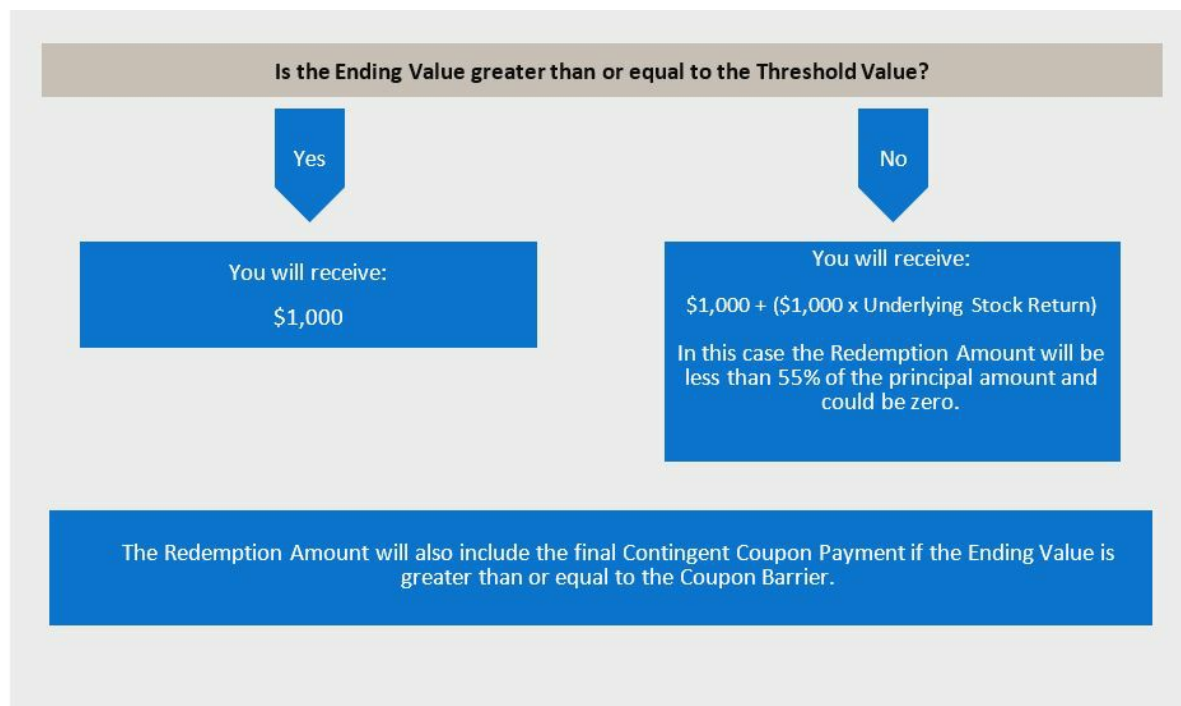 Is the Ending Value greater than or equal to the Threshold Value?
Yes
No
You will receive:
$1,000
You will receive:
$1,000 + ($1,000 x Underlying Stock Return)
In this case the Redemption Amount will be
less than 55% of the principal amount and
could be zero.
The Redemption Amount will also include the final Contingent Coupon Payment if the Ending Value is
greater than or equal to the Coupon Barrier.